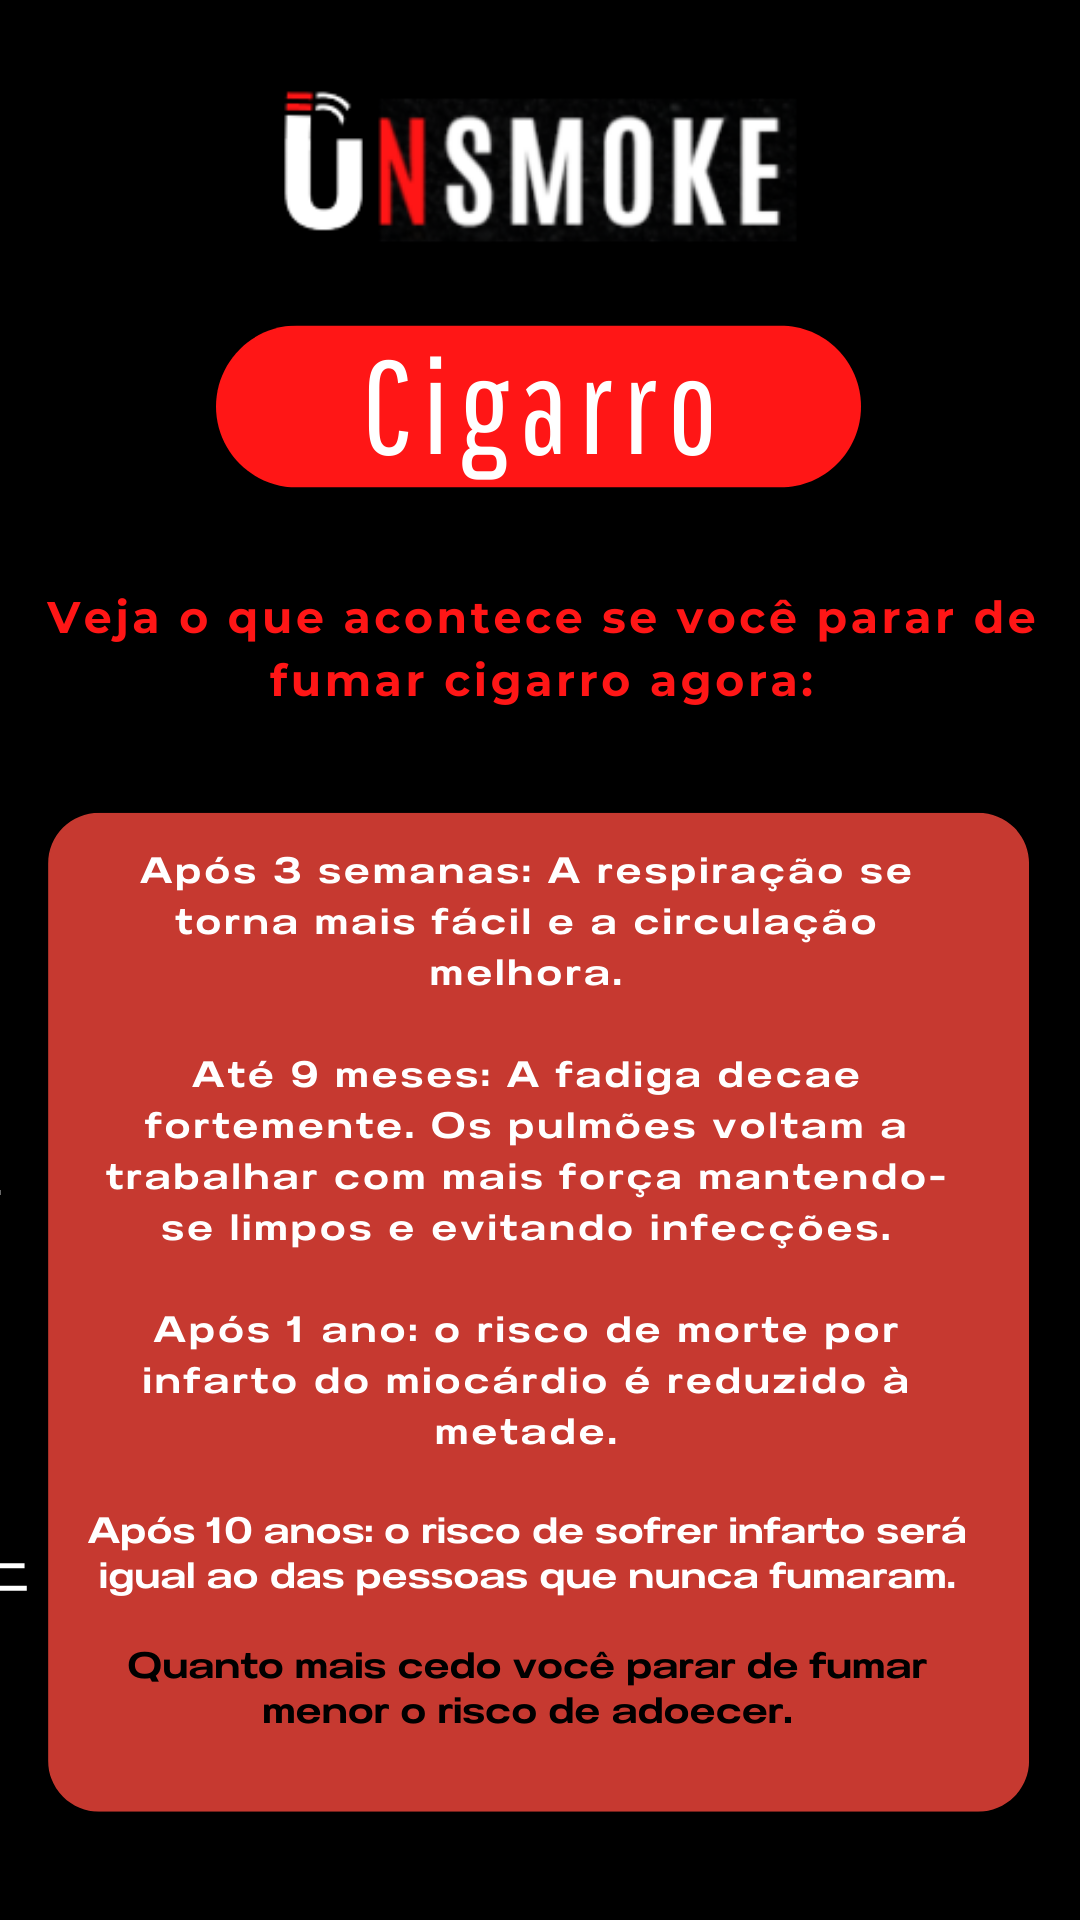 UNSMOKE
Cigarro
Veja o que acontece se você parar de
fumar cigarro agora:
Após 3 semanas: A respiração se
torna mais fácil e a circulação
melhora.
Até 9 meses: A fadiga decae
fortemente. Os pulmões voltam a
trabalhar com mais força mantendo-
se limpos e evitando infecções.
Após 1 ano: o risco de morte por
infarto do miocárdio é reduzido à
metade.
Após 10 anos: o risco de sofrer infarto será
igual ao das pessoas que nunca fumaram.
Quanto mais cedo você parar de fumar
menor o risco de adoecer.